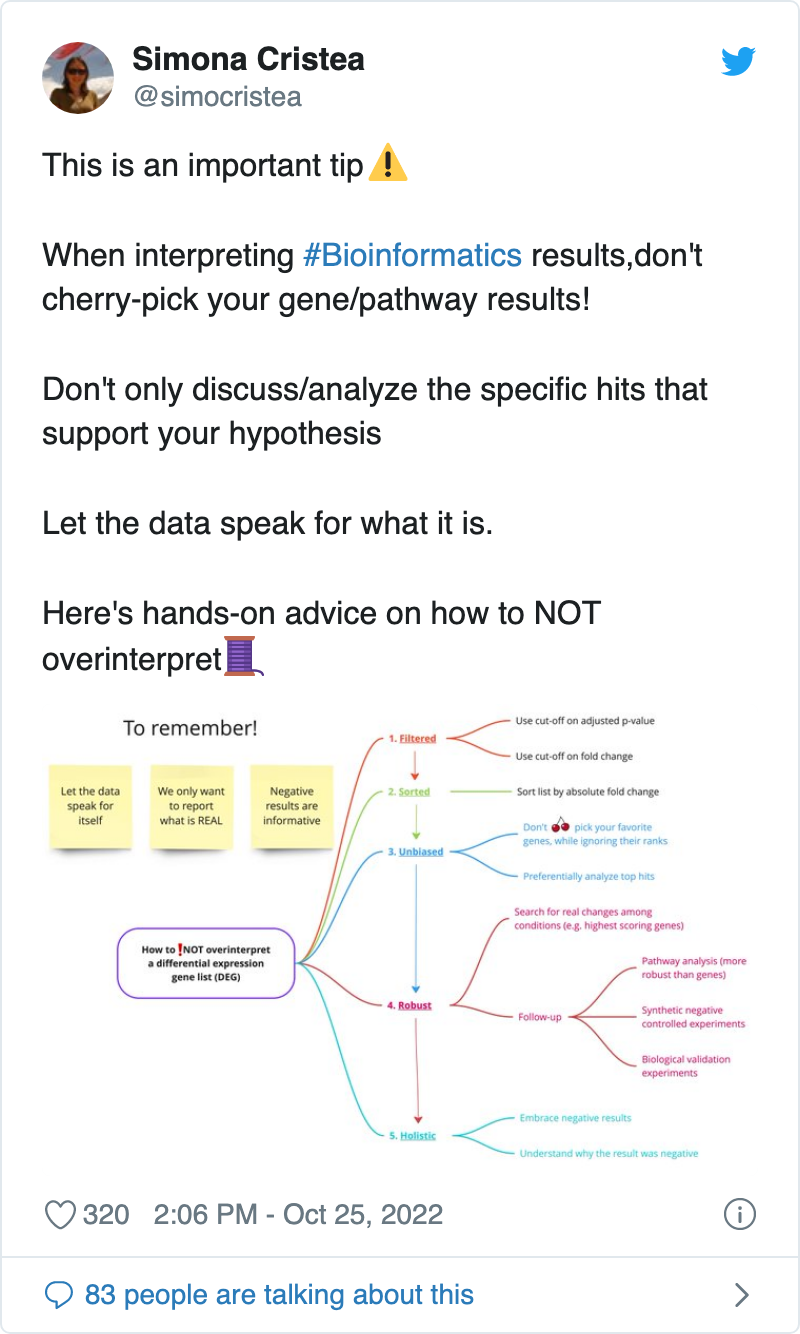 Simona Cristea
@simocristea
This is an important tip⚠️
When interpreting #Bioinformatics results,don't
cherry-pick your gene/pathway results!
Don't only discuss/analyze the specific hits that
support your hypothesis
Let the data speak for what it is.
Here's hands-on advice on how to NOT
overinterpret🧵
To remember!
Let the data
speak for
itself
We only want
to report
what is REAL
Negative
results are
informative
How to ❗NOT overinterpret
a differential expression
gene list (DEG)
1. Filtered
Use cut-off on adjusted p-value
Use cut-off on fold change
2. Sorted
Sort list by absolute fold change
3. Unbiased
Don't 🍒 pick your favorite
genes, while ignoring their ranks
Preferentially analyze top hits
4. Robust
Search for real changes among
conditions (e.g. highest scoring genes)
Follow-up
Pathway analysis (more
robust than genes)
Synthetic negative
controlled experiments
Biological validation
experiments
5. Holistic
Embrace negative results
Understand why the result was negative
320 2:06 PM - Oct 25, 2022
83 people are talking about this